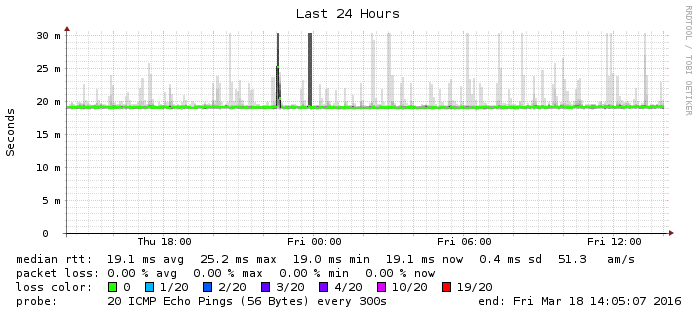 Last 24 Hours
RRDTOOL / TOBI OETIKER
Seconds
30 m
25 m
20 m
15 m
10 m
5 m
0
Thu 18:00 Fri 00:00 Fri 06:00 Fri 12:00
median rtt: 19.1 ms avg 25.2 ms max 19.0 ms min 19.1 ms now 0.4 ms sd 51.3 am/s
packet loss: 0.00 % avg 0.00 % max 0.00 % min 0.00 % now
loss color: 0 1/20 2/20 3/20 4/20 10/20 19/20
probe: 20 ICMP Echo Pings (56 Bytes) every 300s end: Fri Mar 18 14:05:07 2016